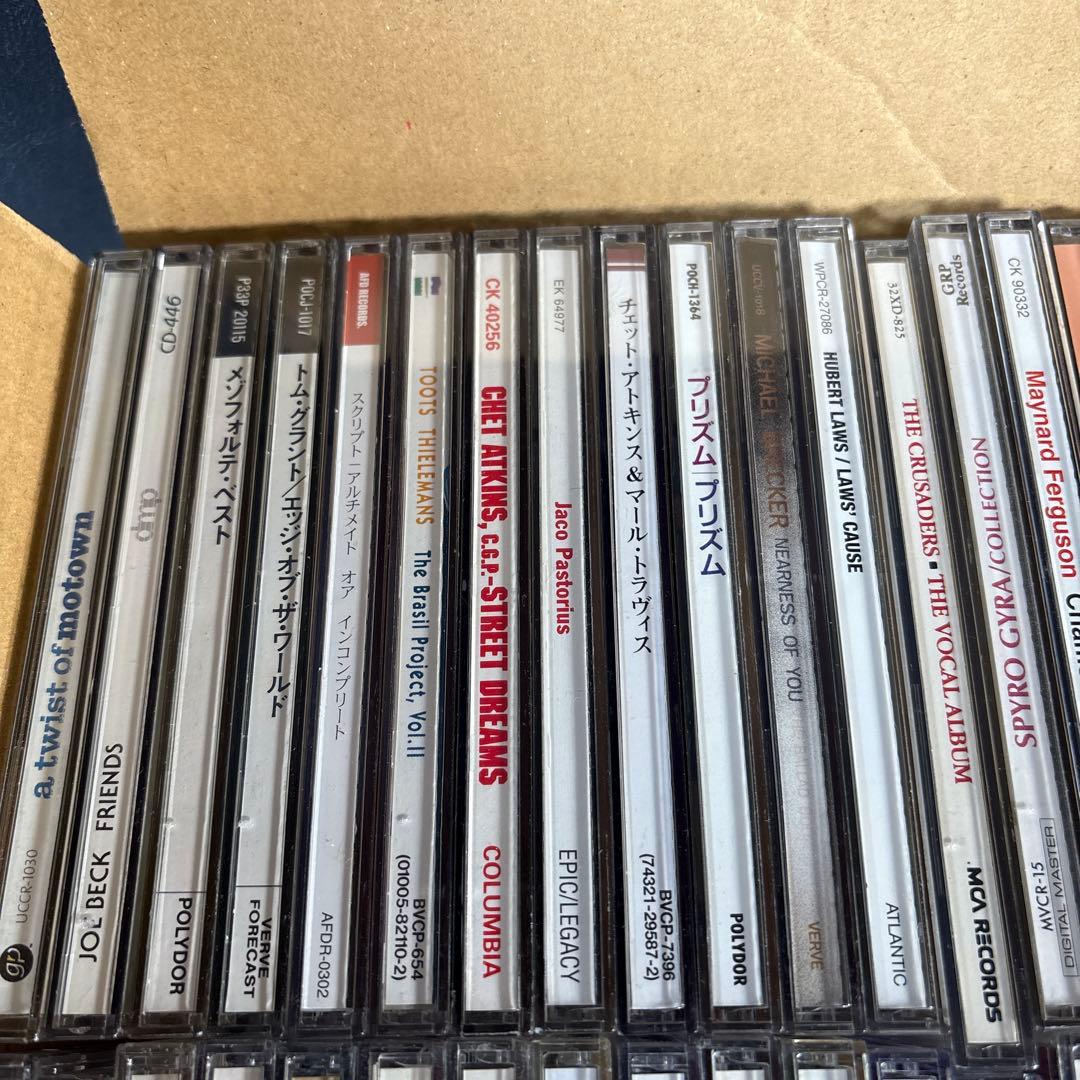 a twist of motown UCCR-1030
CD-446 dmp JOE BECK FRIENDS
P33P 20115 メゾフォルテ・ベスト POLYDOR
POCJ-1017 トム・グラント/エッジ・オブ・ザ・ワールド VERVE FORECAST
AFD RECORDS. スクリプト ーアルチメイト オア インコンプリート AFDR-0302
TOOTS THIELEMANS The Brasil Project, Vol.II BVCP-654 (01005-82110-2)
CK 40256 CHET ATKINS, C.G.P.-STREET DREAMS COLUMBIA
EK 64977 Jaco Pastorius EPIC/LEGACY
チェット・アトキンス & マール・トラヴィス BVCP-7396 (74321-29587-2)
POCH-1364 プリズム/プリズム POLYDOR
UCCV-1018 MICHAEL BRECKER NEARNESS OF YOU VERVE
WPCR-27086 HUBERT LAWS / LAWS' CAUSE ATLANTIC
32XD-825 THE CRUSADERS ■ THE VOCAL ALBUM MCA RECORDS
GRP Records SPYRO GYRA/COLLECTION MVCR-15 DIGITAL MASTER
CK 90332 Maynard Ferguson